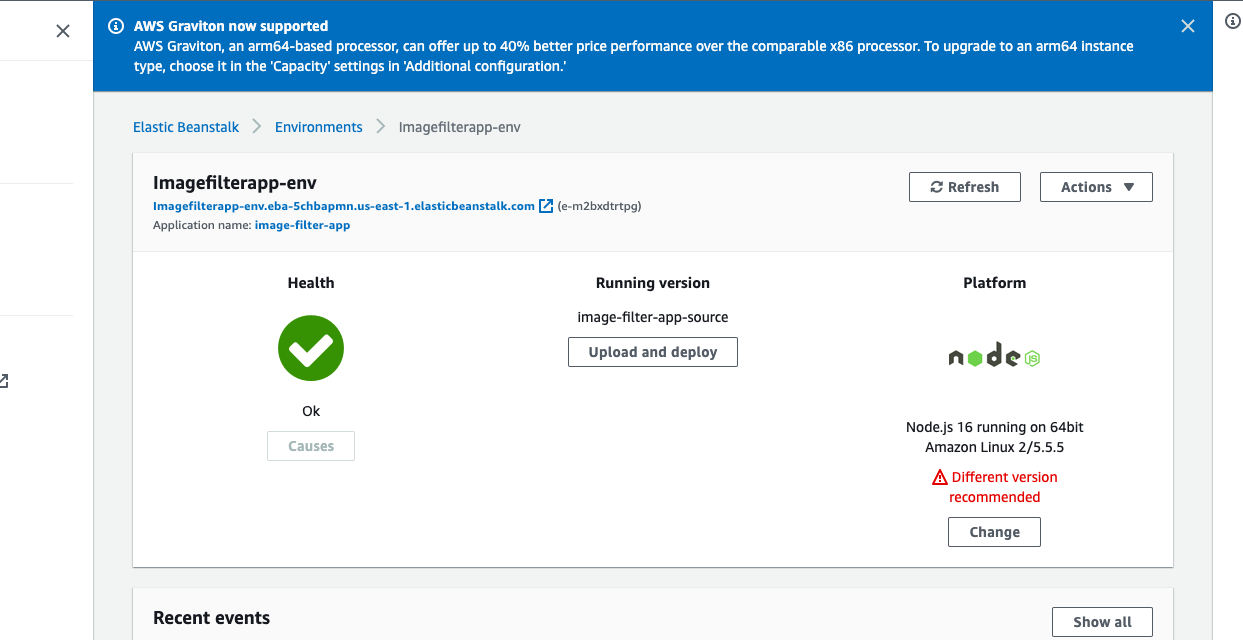 AWS Graviton now supported
AWS Graviton, an arm64-based processor, can offer up to 40% better price performance over the comparable x86 processor. To upgrade to an arm64 instance
type, choose it in the 'Capacity' settings in 'Additional configuration.'
Elastic Beanstalk > Environments > Imagefilterapp-env
Imagefilterapp-env
Refresh
Actions
Imagefilterapp-env.eba-5chbapmn.us-east-1.elasticbeanstalk.com (e-m2bxdtrtpg)
Application name: image-filter-app
Health
Ok
Causes
Running version
image-filter-app-source
Upload and deploy
Platform
node JS
Node.js 16 running on 64bit
Amazon Linux 2/5.5.5
Different version
recommended
Change
Recent events
Show all